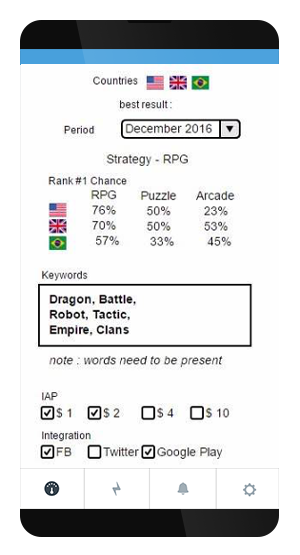 Countries
best result :
Period December 2016
Strategy - RPG
Rank #1 Chance
RPG Puzzle Arcade
76% 50% 23%
70% 50% 53%
57% 33% 45%
Keywords
Dragon, Battle,
Robot, Tactic,
Empire, Clans
note : words need to be present
IAP
$ 1 $ 2 $ 4 $ 10
Integration
FB Twitter Google Play